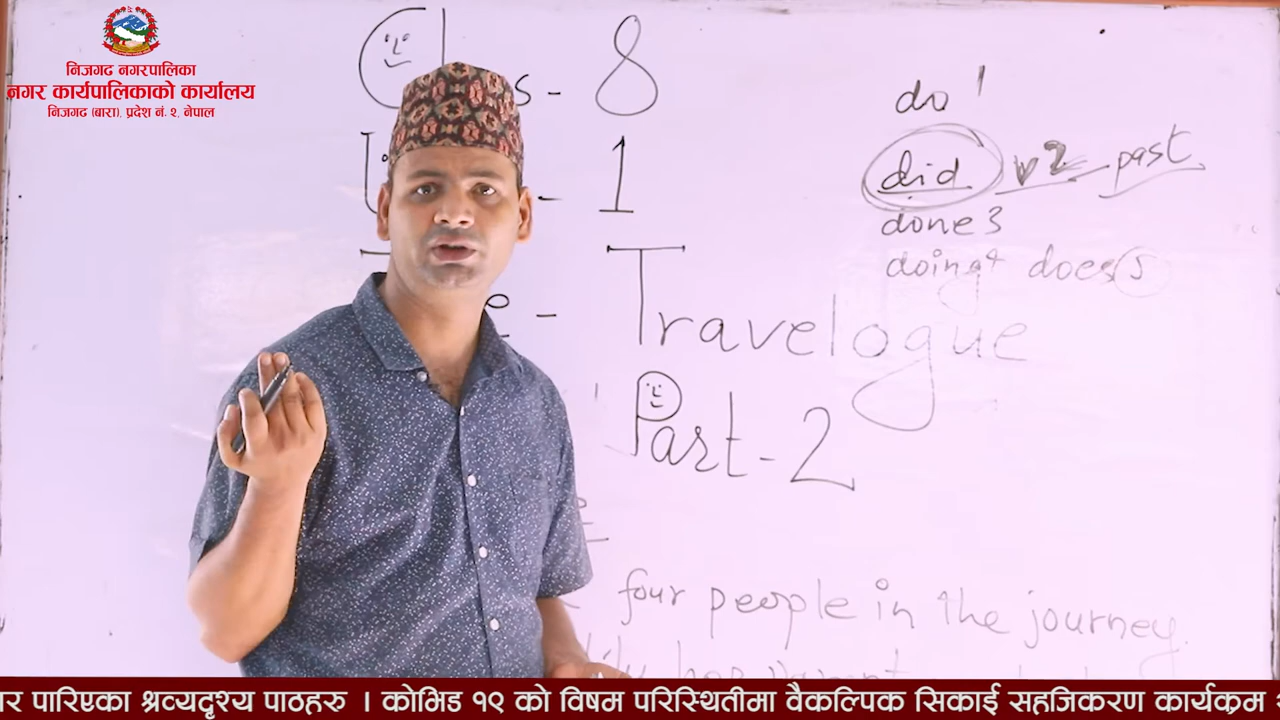 निजगढ नगरपालिका
नगर कार्यपालिकाको कार्यालय
निजगढ (बारा), प्रदेश नं. २, नेपाल
s - 8
- 1
e - Travelogue
Part - 2
do 1
did v2 past
done 3
doing 4 does 5
four people in the journey.
र पारिएका श्रव्यदृश्य पाठहरु । कोभिड १९ को विषम परिस्थितीमा वैकल्पिक सिकाई सहजिकरण कार्यक्रम